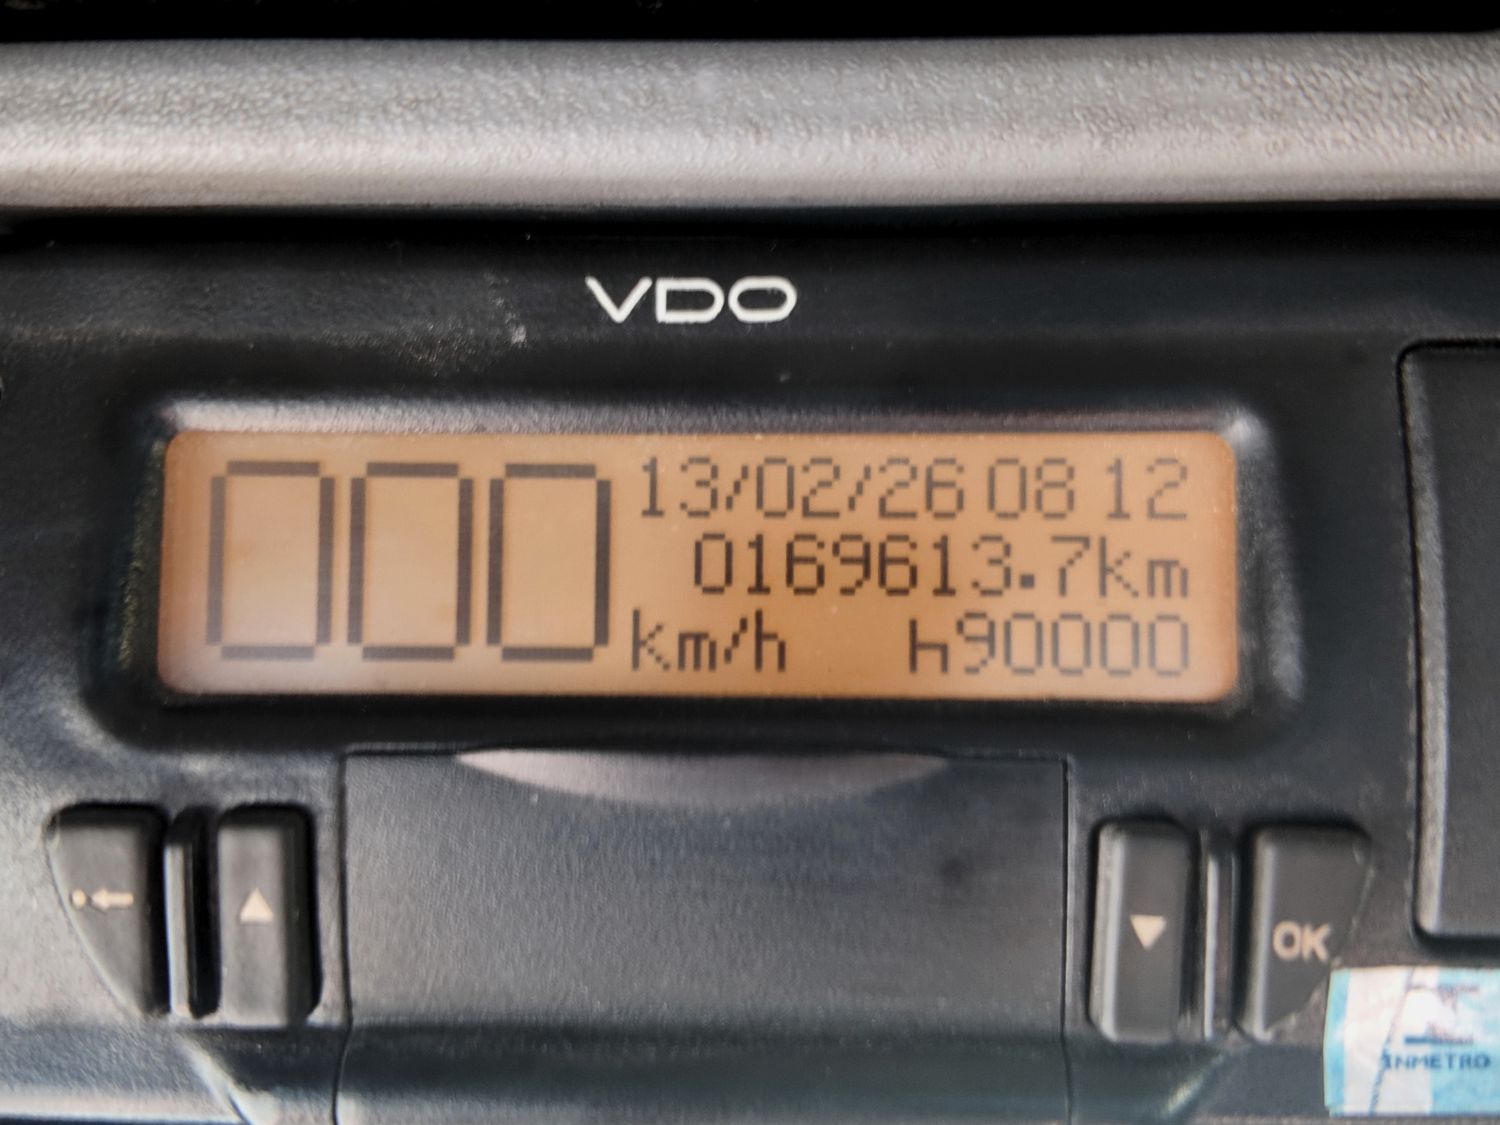 VDO
000
13/02/26 08 12
0169613.7km
km/h h90000
OK
INMETRO